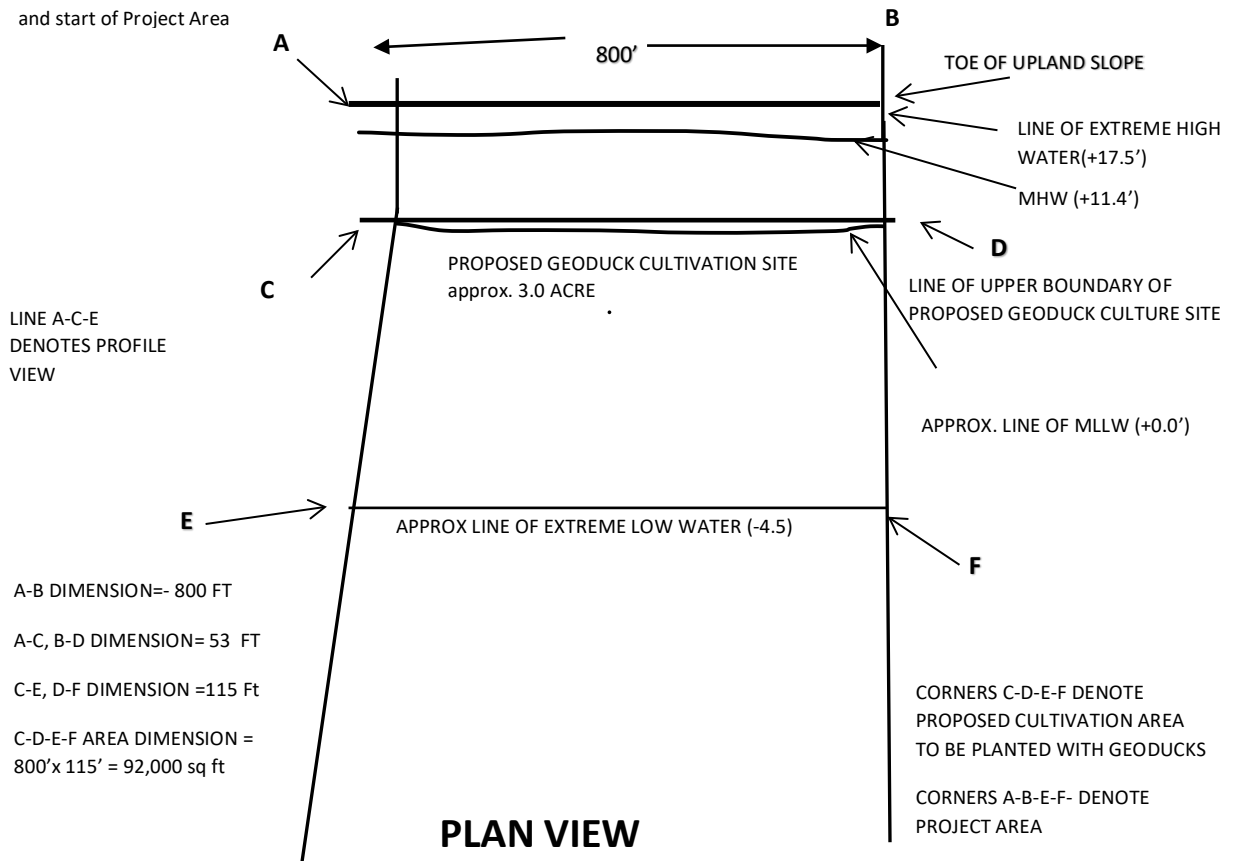 and start of Project Area
B
A
800’
TOE OF UPLAND SLOPE
LINE OF EXTREME HIGH
WATER(+17.5’)
MHW (+11.4’)
D
C
PROPOSED GEODUCK CULTIVATION SITE
approx. 3.0 ACRE
LINE OF UPPER BOUNDARY OF
PROPOSED GEODUCK CULTURE SITE
LINE A-C-E
DENOTES PROFILE
VIEW
APPROX. LINE OF MLLW (+0.0’)
E
APPROX LINE OF EXTREME LOW WATER (-4.5)
F
A-B DIMENSION=- 800 FT
A-C, B-D DIMENSION= 53 FT
C-E, D-F DIMENSION =115 Ft
C-D-E-F AREA DIMENSION =
800’x 115’ = 92,000 sq ft
CORNERS C-D-E-F DENOTE
PROPOSED CULTIVATION AREA
TO BE PLANTED WITH GEODUCKS
CORNERS A-B-E-F- DENOTE
PROJECT AREA
PLAN VIEW